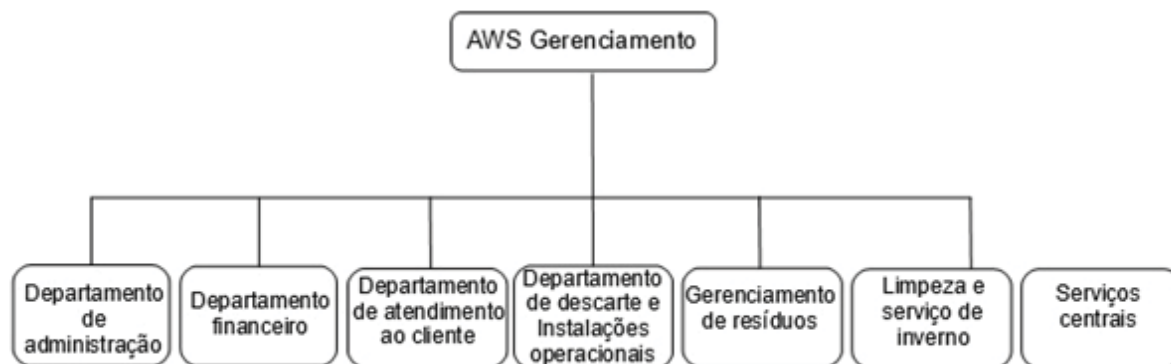 AWS Gerenciamento
Departamento
de
administração
Departamento
financeiro
Departamento
de atendimento
ao cliente
Departamento
de descarte e
Instalações
operacionais
Gerenciamento
de resíduos
Limpeza e
serviço de
inverno
Serviços
centrais